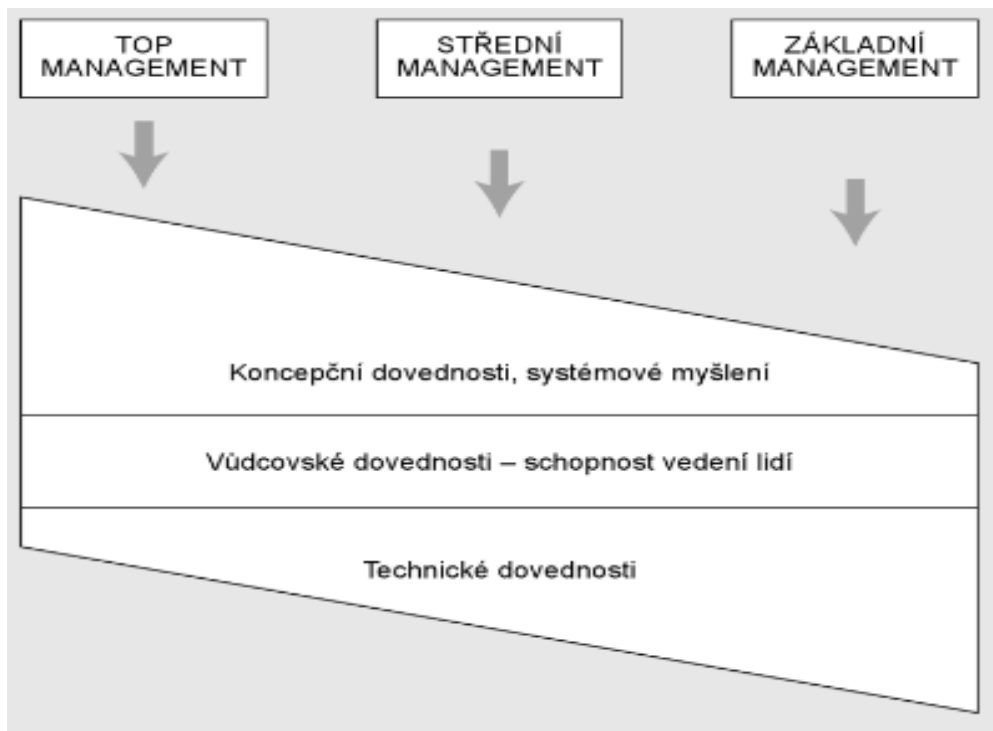 TOP
MANAGEMENT
STŘEDNÍ
MANAGEMENT
ZÁKLADNÍ
MANAGEMENT
Koncepční dovednosti, systémové myšlení
Vůdcovské dovednosti – schopnost vedení lidí
Technické dovednosti